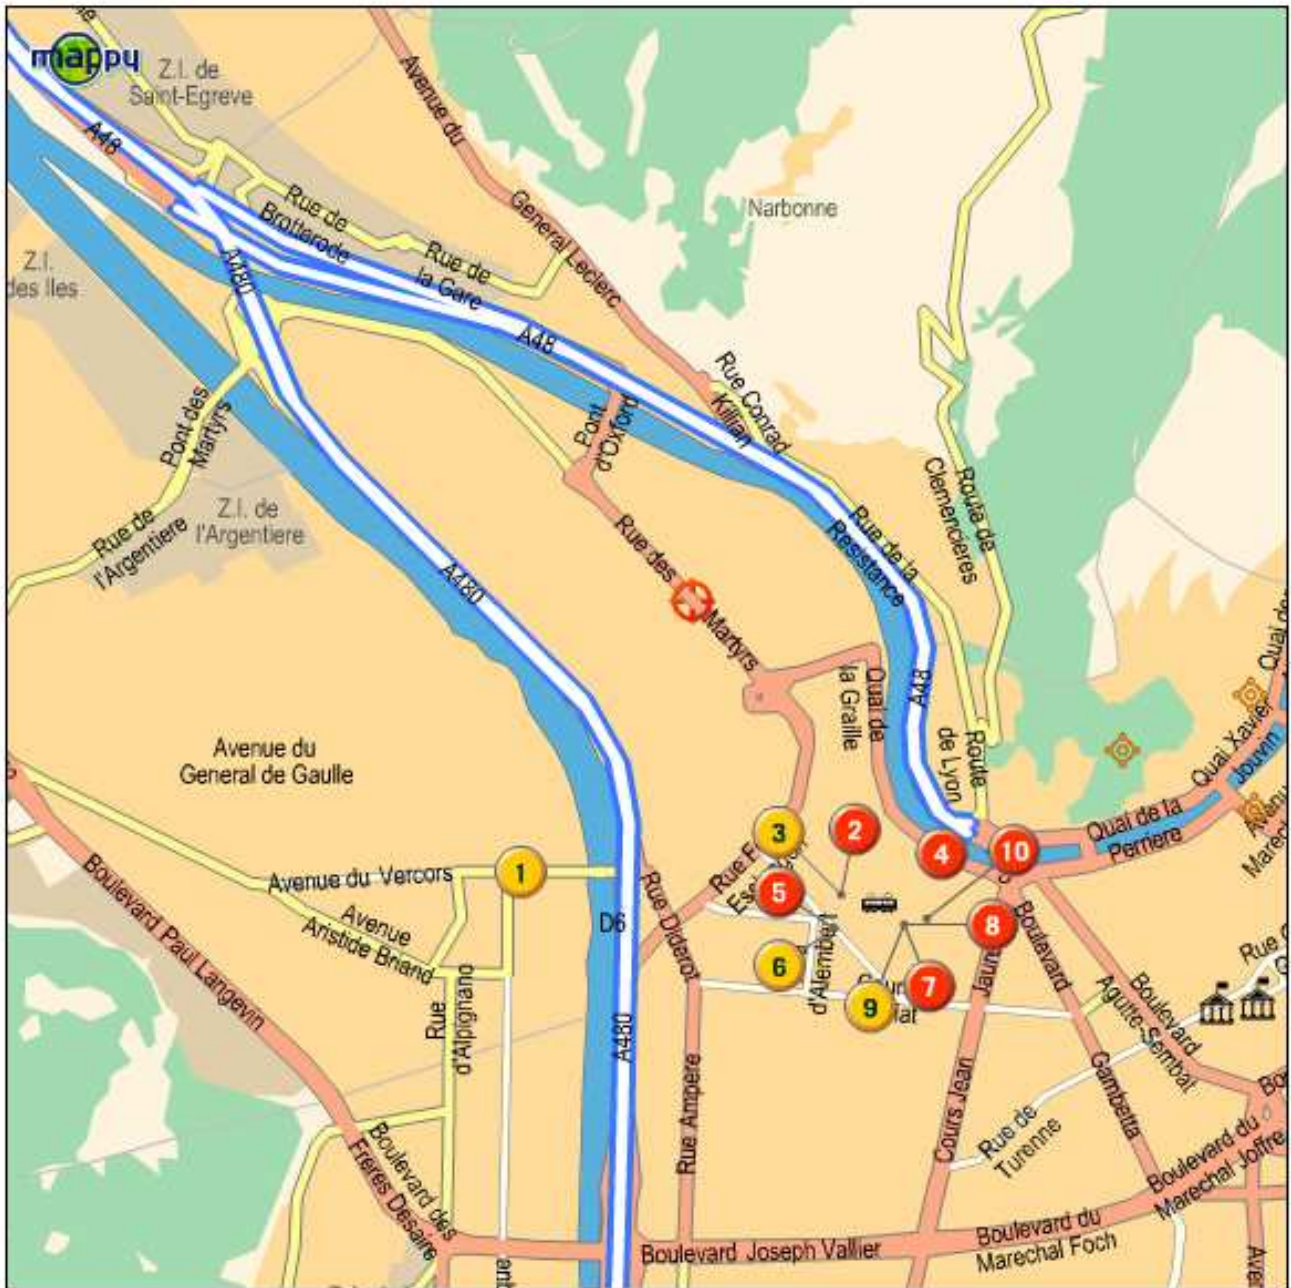 mappy
Z.I. de
Saint-Egreve
A48
Avenue du
General Leclerc
Narbonne
Rue de
Brotterode
Rue de
la Gare
Z.I.
des Iles
A480
A48
Rue Conrad
Killian
Pont
d'Oxford
Pont des
Martyrs
Z.I. de
l'Argentiere
Rue de
l'Argentiere
Route de
Clemencieres
Rue de la
Resistance
Rue des
Martyrs
A480
Quai de
la Graille
A48
Route
de Lyon
Quai Xavier
Jouvin
Quai de la
Perriere
Avenue du
General de Gaulle
3
2
4
10
1
5
8
6
9
7
Avenue du Vercors
Avenue
Aristide Briand
Boulevard Paul Langevin
Rue
d'Alpignano
D6
Rue Diderot
d'Alembert
A480
Rue Ampère
Cours Jean
Jaurès
Boulevard
Gambetta
Boulevard
Agutte-Sembat
Rue de
Turenne
Boulevard des
Freres Desaire
Boulevard Joseph Vallier
Boulevard du
Marechal Foch
Boulevard du
Marechal Joffre